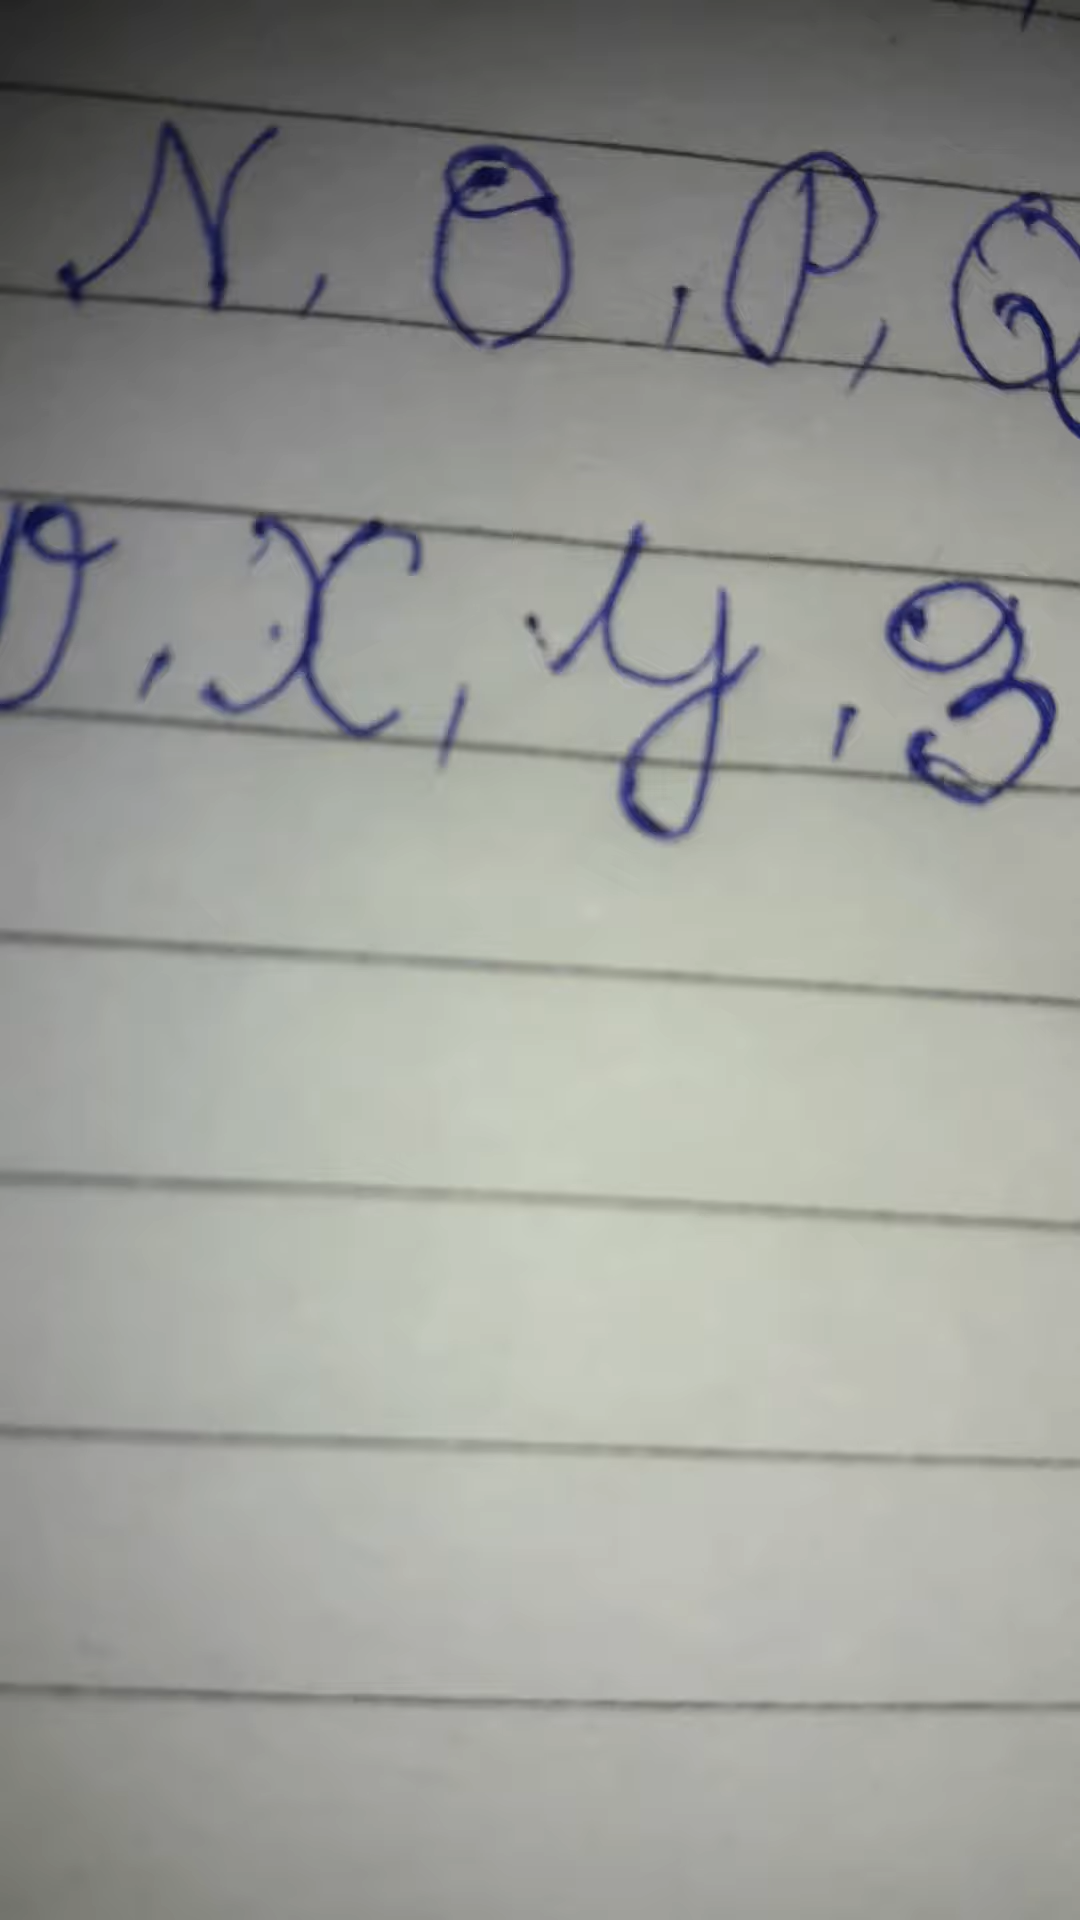 N, O, P, Q
, X, Y, Z